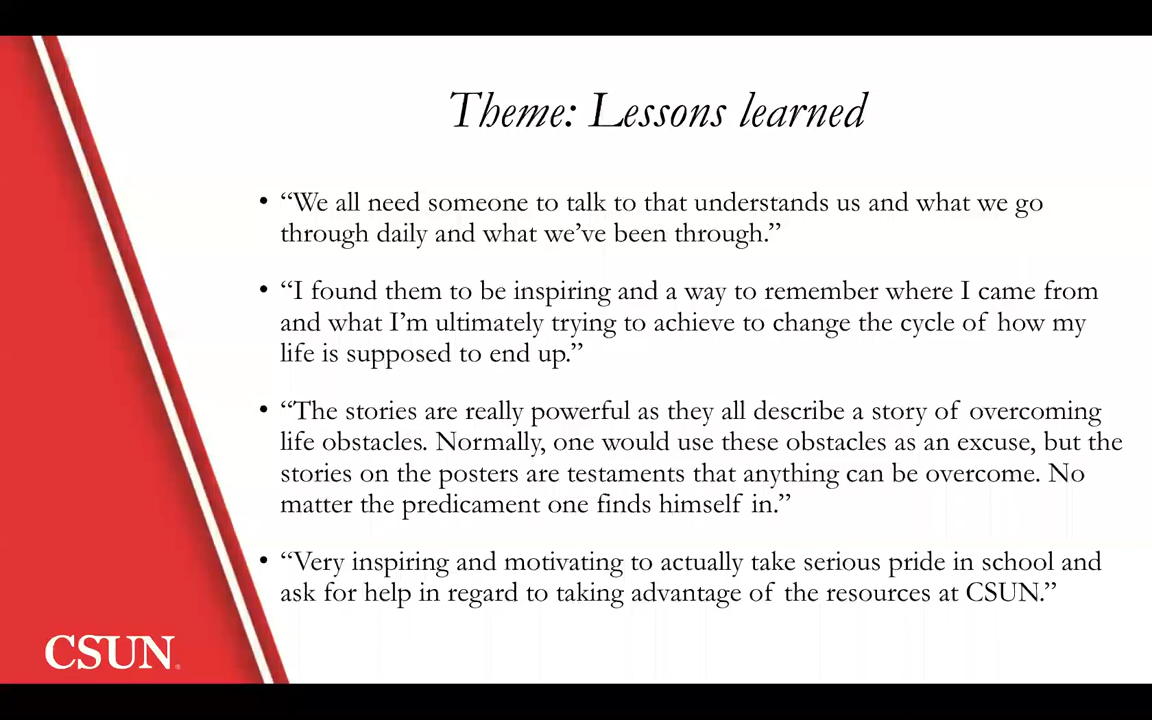 Theme: Lessons learned
• “We all need someone to talk to that understands us and what we go
through daily and what we’ve been through.”
• “I found them to be inspiring and a way to remember where I came from
and what I’m ultimately trying to achieve to change the cycle of how my
life is supposed to end up.”
• “The stories are really powerful as they all describe a story of overcoming
life obstacles. Normally, one would use these obstacles as an excuse, but the
stories on the posters are testaments that anything can be overcome. No
matter the predicament one finds himself in.”
• “Very inspiring and motivating to actually take serious pride in school and
ask for help in regard to taking advantage of the resources at CSUN.”
CSUN